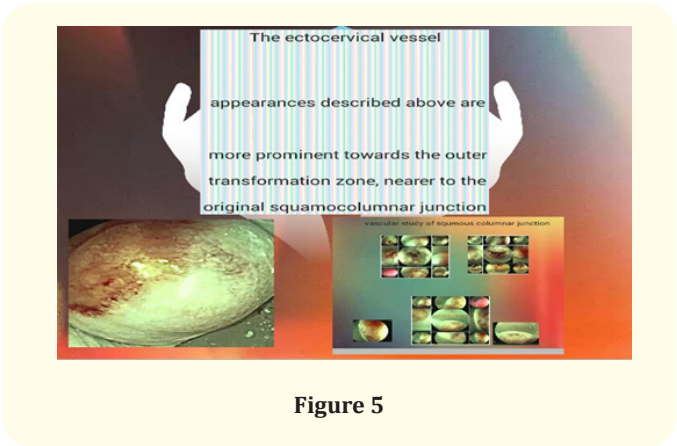 The ectocervical vessel
appearances described above are
more prominent towards the outer
transformation zone, nearer to the
original squamocolumnar junction
vascular study of squmous columnar junction
Figure 5